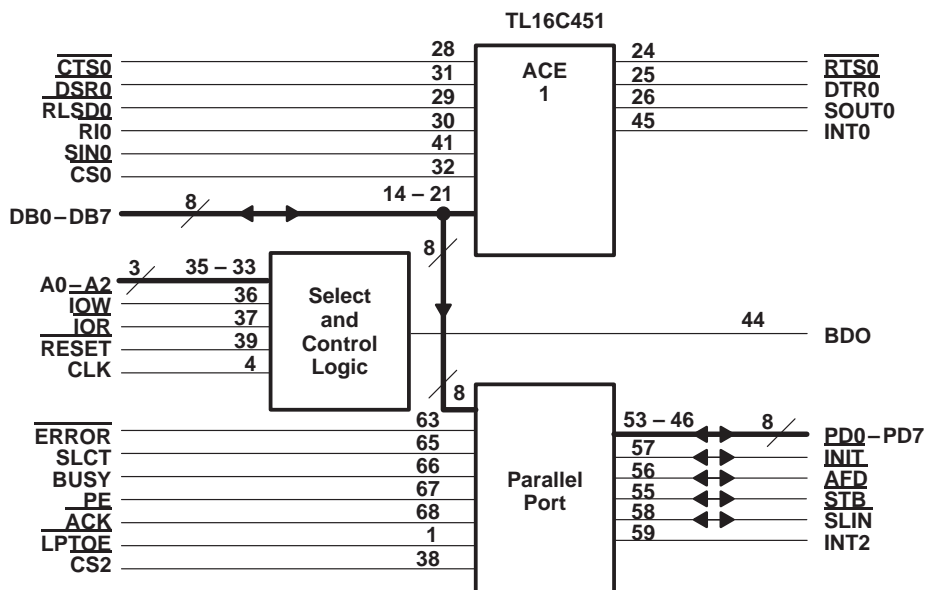 TL16C451
CTS0
28
DSR0
31
RLSD0
29
RI0
30
SIN0
41
CS0
32
ACE
1
24
RTS0
25
DTR0
26
SOUT0
45
INT0
DB0–DB7
8
14 – 21
8
A0–A2
3
35 – 33
IOW
36
IOR
37
RESET
39
CLK
4
Select
and
Control
Logic
44
BDO
8
ERROR
63
SLCT
65
BUSY
66
PE
67
ACK
68
LPTOE
1
CS2
38
Parallel
Port
53 – 46
8
PD0–PD7
57
INIT
56
AFD
55
STB
58
SLIN
59
INT2